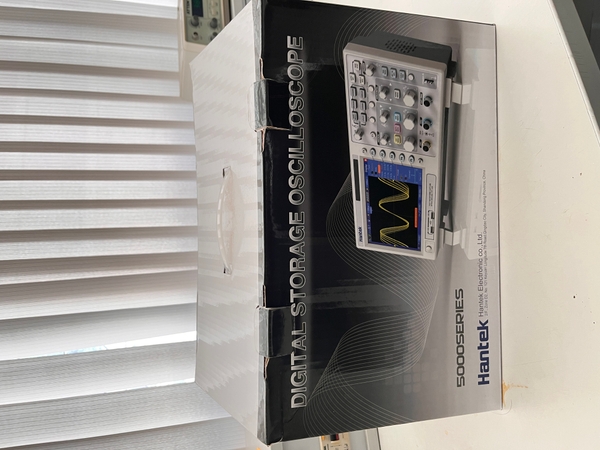 DIGITAL STORAGE OSCILLOSCOPE
5000SERIES
Hantek Hantek Electronic co., Ltd.